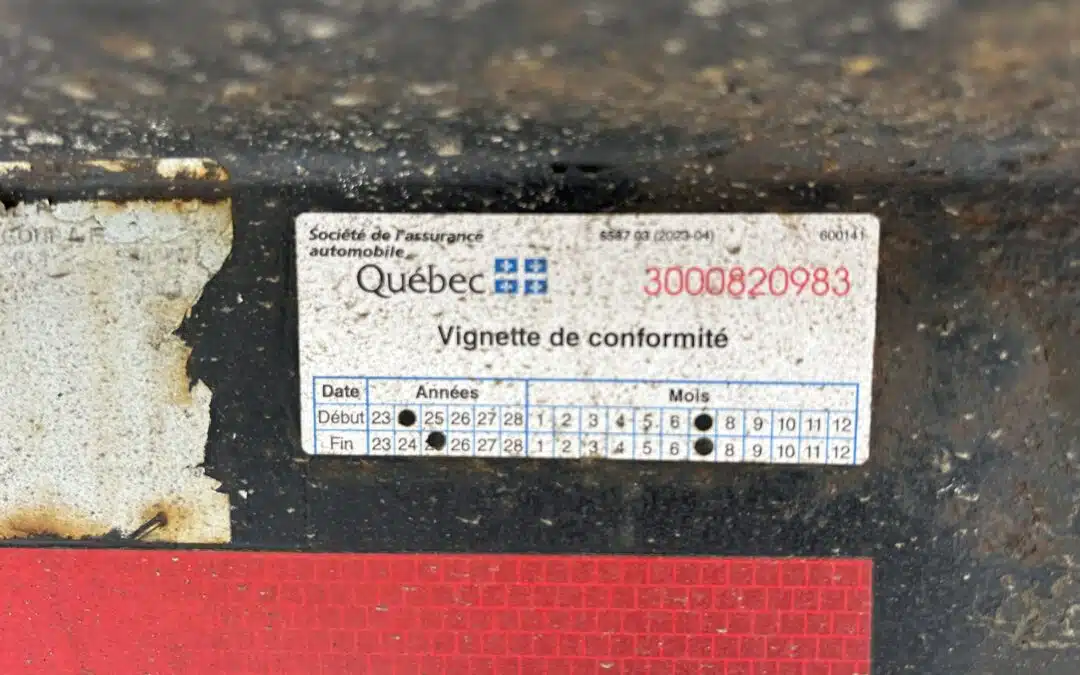 Société de l'assurance
automobile
6587 03 (2023-04)
600141
Québec
3000820983
Vignette de conformité
Date Années Mois
Début 23 25 26 27 28 1 2 3 4 5 6 8 9 10 11 12
Fin 23 24 26 27 28 1 2 3 4 5 6 8 9 10 11 12